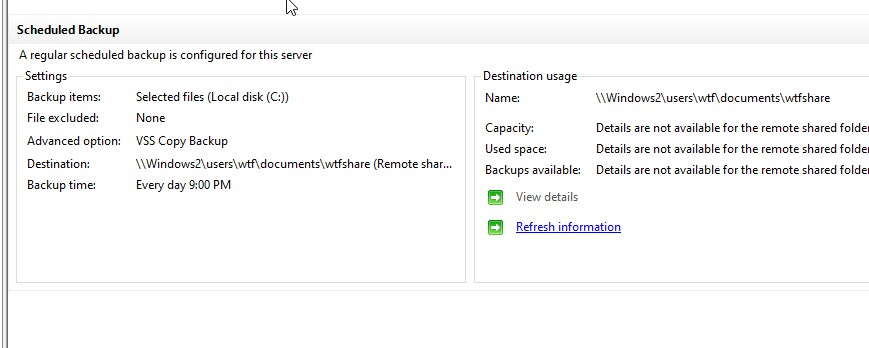 Scheduled Backup
A regular scheduled backup is configured for this server
Settings
Backup items: Selected files (Local disk (C:))
File excluded: None
Advanced option: VSS Copy Backup
Destination: \\Windows2\users\wtf\documents\wtfshare (Remote shar...
Backup time: Every day 9:00 PM
Destination usage
Name: \\Windows2\users\wtf\documents\wtfshare
Capacity: Details are not available for the remote shared folder
Used space: Details are not available for the remote shared folder
Backups available: Details are not available for the remote shared folder
View details
Refresh information